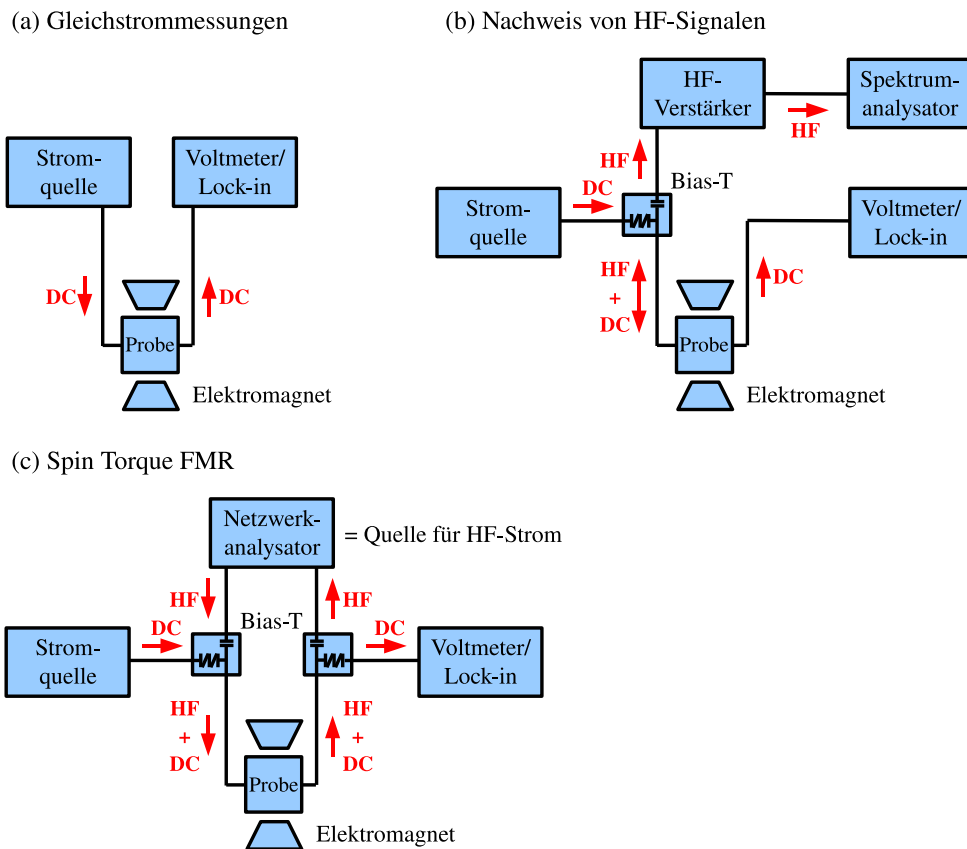 (a) Gleichstrommessungen
Strom-
quelle
Voltmeter/
Lock-in
DC
DC
Probe
Elektromagnet
(b) Nachweis von HF-Signalen
HF-
Verstärker
HF
Spektrum-
analysator
HF
DC
Bias-T
Strom-
quelle
Voltmeter/
Lock-in
HF
+
DC
DC
Probe
Elektromagnet
(c) Spin Torque FMR
Netzwerk-
analysator
= Quelle für HF-Strom
HF
HF
Bias-T
DC
DC
Strom-
quelle
Voltmeter/
Lock-in
HF
+
DC
HF
+
DC
Probe
Elektromagnet